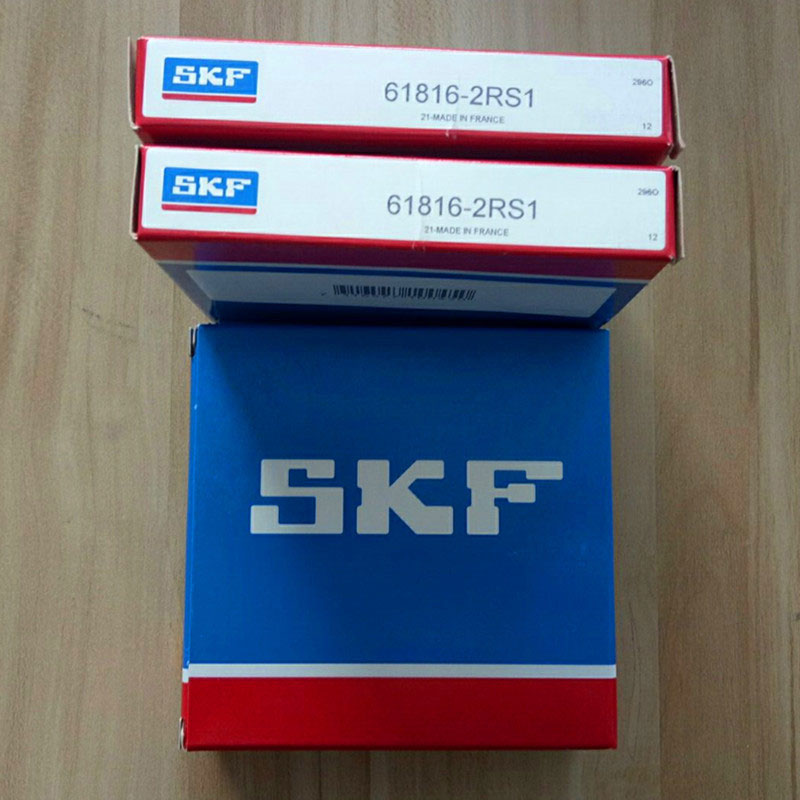 SKF
61816-2RS1
2960
21-MADE IN FRANCE
12
SKF
61816-2RS1
2960
21-MADE IN FRANCE
12
SKF